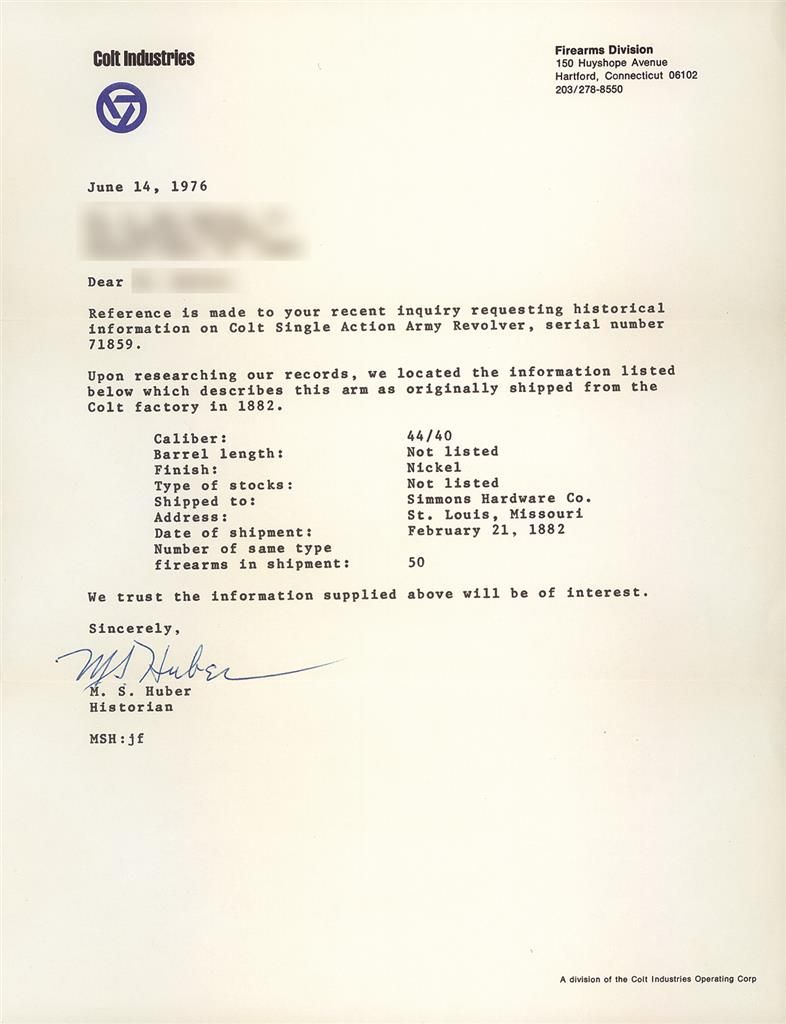 Colt Industries
Firearms Division
150 Huyshope Avenue
Hartford, Connecticut 06102
203/278-8550
June 14, 1976
Dear
Reference is made to your recent inquiry requesting historical
information on Colt Single Action Army Revolver, serial number
71859.
Upon researching our records, we located the information listed
below which describes this arm as originally shipped from the
Colt factory in 1882.
Caliber: 44/40
Barrel length: Not listed
Finish: Nickel
Type of stocks: Not listed
Shipped to: Simmons Hardware Co.
Address: St. Louis, Missouri
Date of shipment: February 21, 1882
Number of same type
firearms in shipment: 50
We trust the information supplied above will be of interest.
Sincerely,
MS Huber
M. S. Huber
Historian
MSH:jf
A division of the Colt Industries Operating Corp